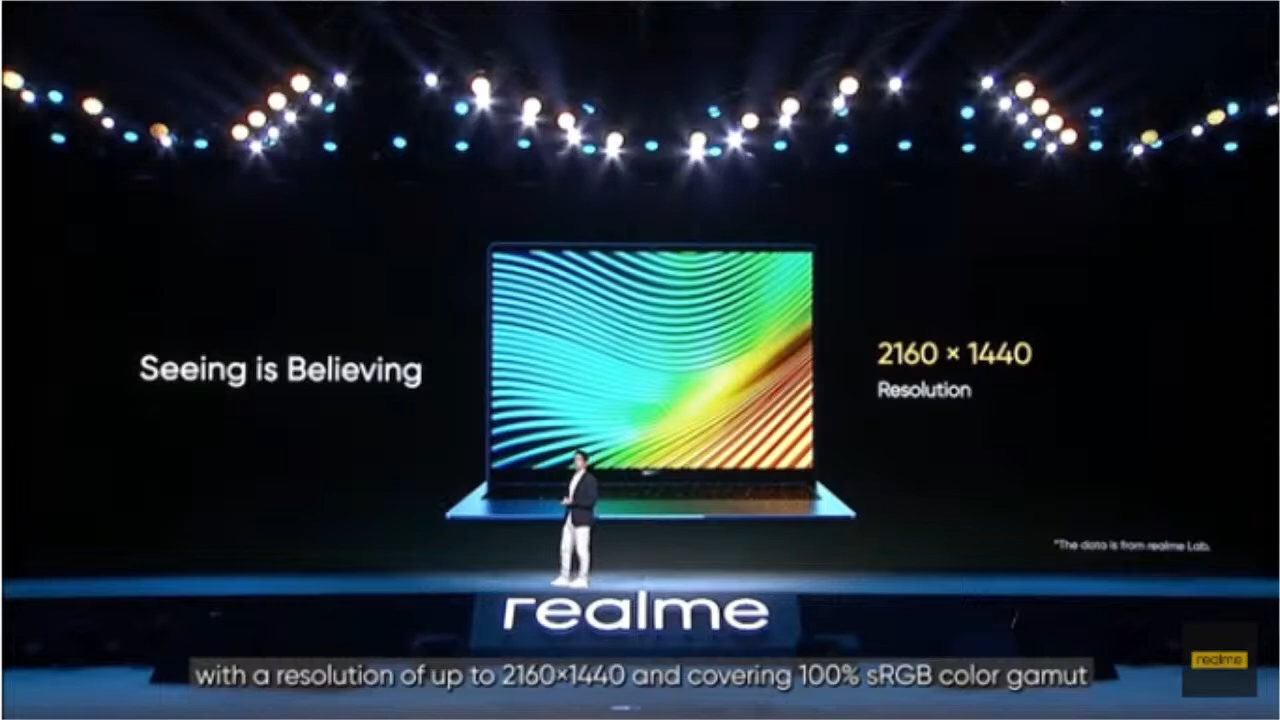 Seeing is Believing
2160 × 1440
Resolution
*The data is from realme Lab.
realme
with a resolution of up to 2160×1440 and covering 100% sRGB color gamut
realme